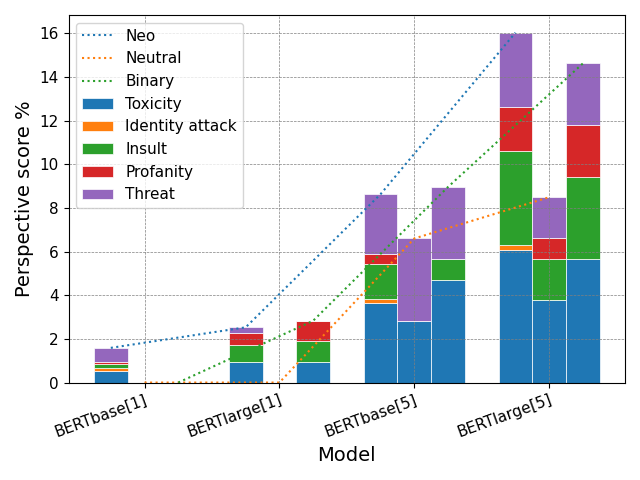 Neo
Neutral
Binary
Toxicity
Identity attack
Insult
Profanity
Threat
Perspective score %
16
14
12
10
8
6
4
2
0
BERTbase[1]
BERTlarge[1]
BERTbase[5]
BERTlarge[5]
Model